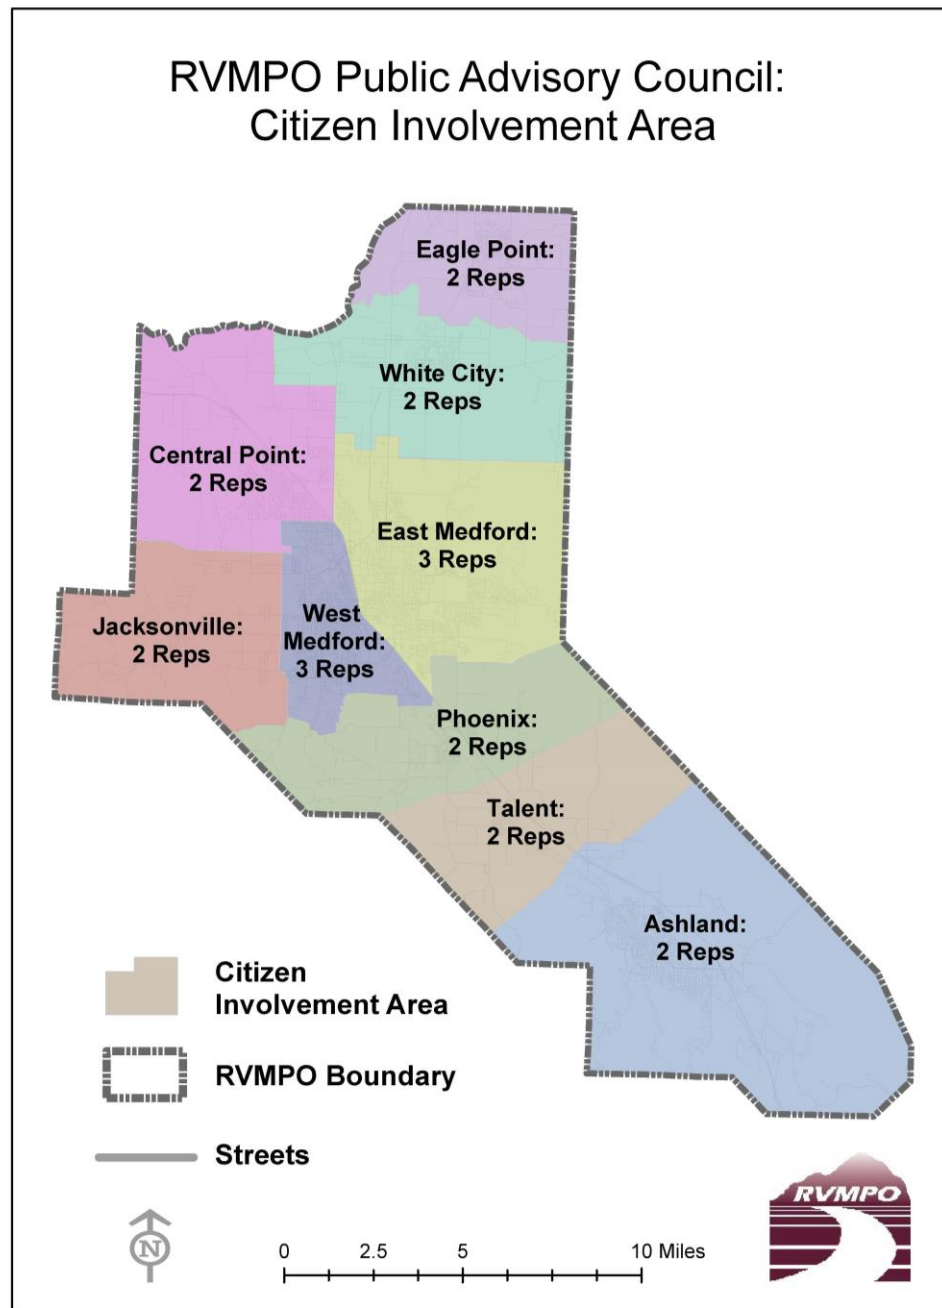 RVMPO Public Advisory Council:
Citizen Involvement Area
Eagle Point:
2 Reps
White City:
2 Reps
Central Point:
2 Reps
East Medford:
3 Reps
West
Medford:
3 Reps
Jacksonville:
2 Reps
Phoenix:
2 Reps
Talent:
2 Reps
Ashland:
2 Reps
Citizen
Involvement Area
RVMPO Boundary
Streets
N
0 2.5 5 10 Miles
RVMPO